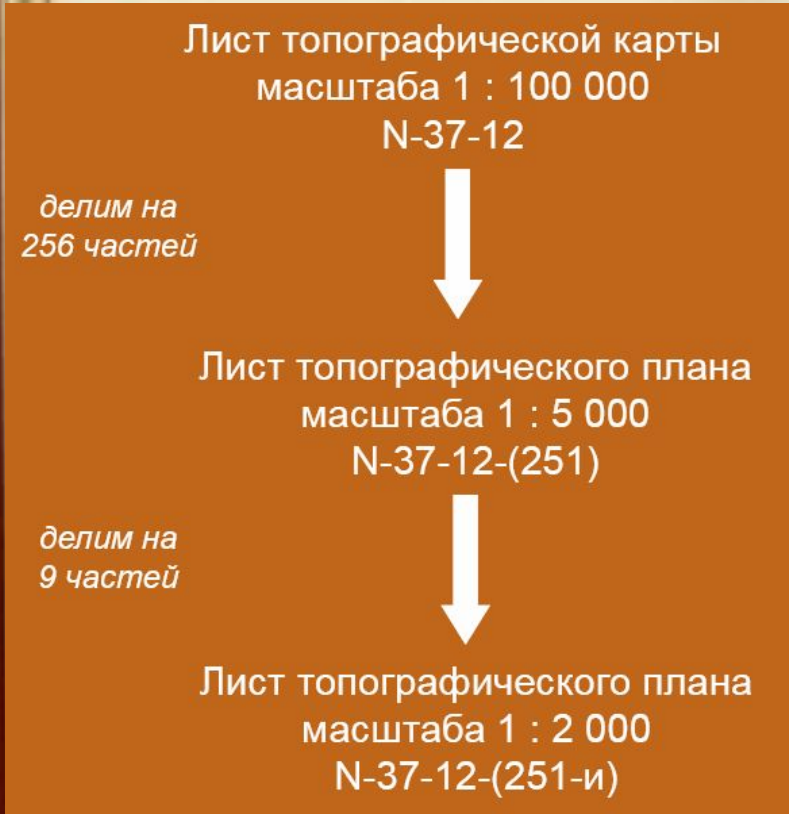 Лист топографической карты
масштаба 1 : 100 000
N-37-12
делим на
256 частей
Лист топографического плана
масштаба 1 : 5 000
N-37-12-(251)
делим на
9 частей
Лист топографического плана
масштаба 1 : 2 000
N-37-12-(251-и)